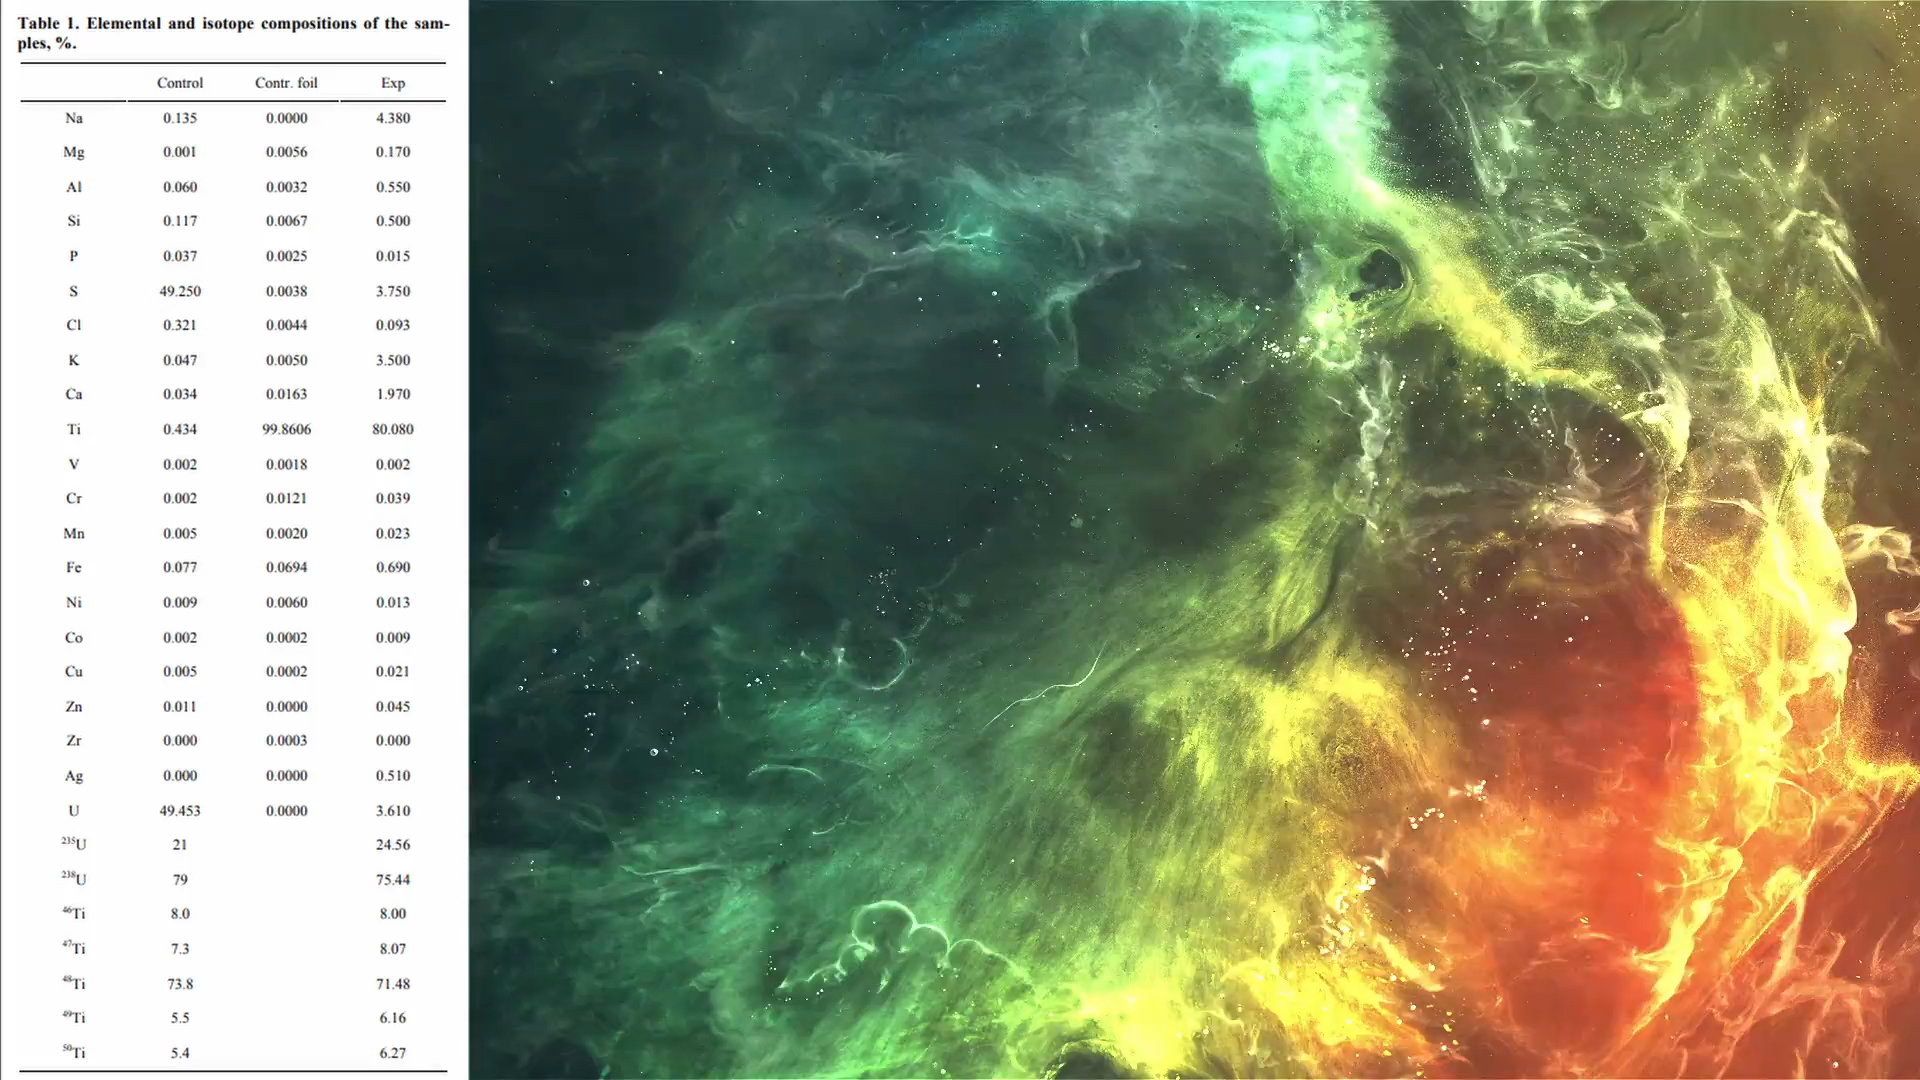 Table 1. Elemental and isotope compositions of the sam-
ples, %.
Control Contr. foil Exp
Na 0.135 0.0000 4.380
Mg 0.001 0.0056 0.170
Al 0.060 0.0032 0.550
Si 0.117 0.0067 0.500
P 0.037 0.0025 0.015
S 49.250 0.0038 3.750
Cl 0.321 0.0044 0.093
K 0.047 0.0050 3.500
Ca 0.034 0.0163 1.970
Ti 0.434 99.8606 80.080
V 0.002 0.0018 0.002
Cr 0.002 0.0121 0.039
Mn 0.005 0.0020 0.023
Fe 0.077 0.0694 0.690
Ni 0.009 0.0060 0.013
Co 0.002 0.0002 0.009
Cu 0.005 0.0002 0.021
Zn 0.011 0.0000 0.045
Zr 0.000 0.0003 0.000
Ag 0.000 0.0000 0.510
U 49.453 0.0000 3.610
²³⁵U 21 24.56
²³⁸U 79 75.44
⁴⁶Ti 8.0 8.00
⁴⁷Ti 7.3 8.07
⁴⁸Ti 73.8 71.48
⁴⁹Ti 5.5 6.16
⁵⁰Ti 5.4 6.27